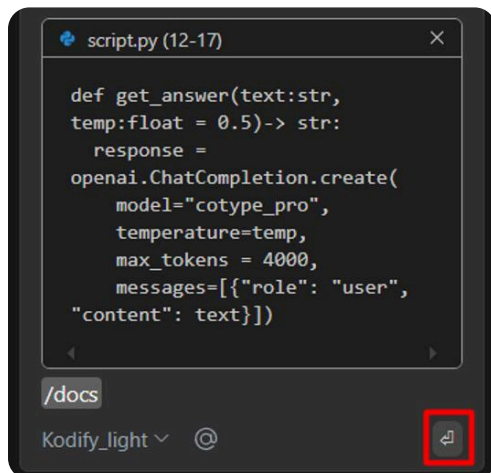 script.py (12-17)
def get_answer(text:str,
temp:float = 0.5)-> str:
response =
openai.ChatCompletion.create(
model="cotype_pro",
temperature=temp,
max_tokens = 4000,
messages=[{"role": "user",
"content": text}])
/docs
Kodify_light @